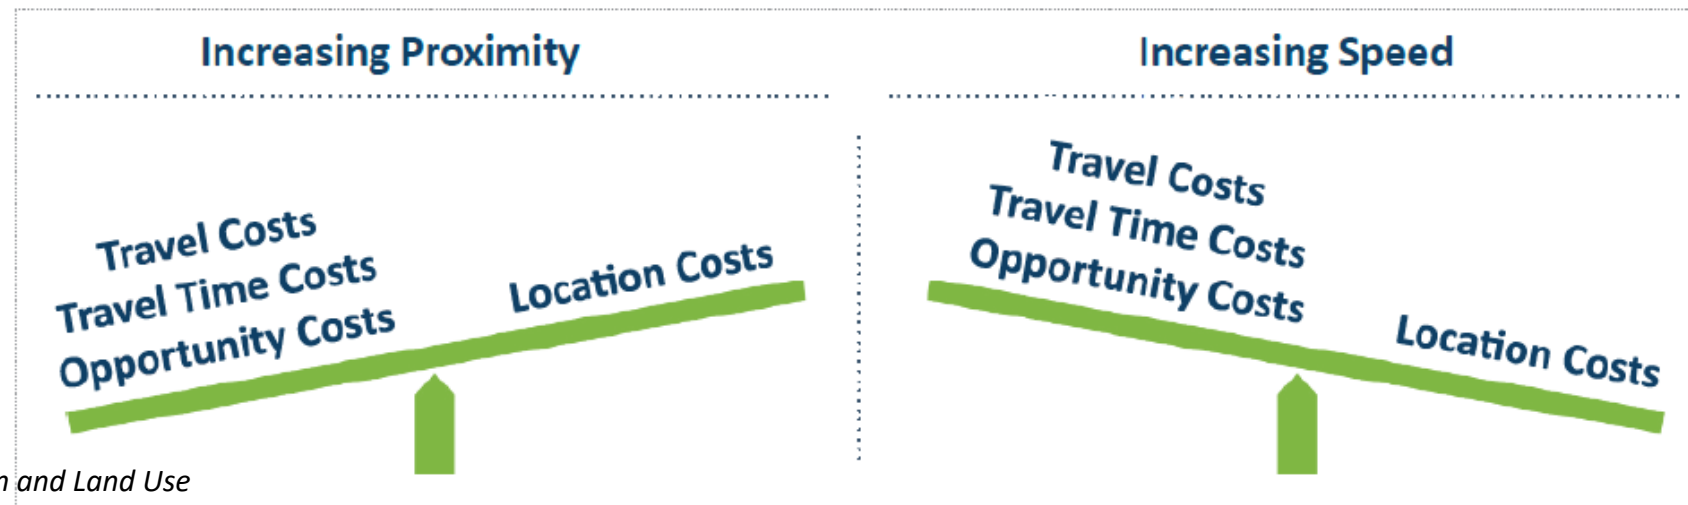 Increasing Proximity
Travel Costs
Travel Time Costs
Opportunity Costs
Location Costs
Increasing Speed
Travel Costs
Travel Time Costs
Opportunity Costs
Location Costs
and Land Use